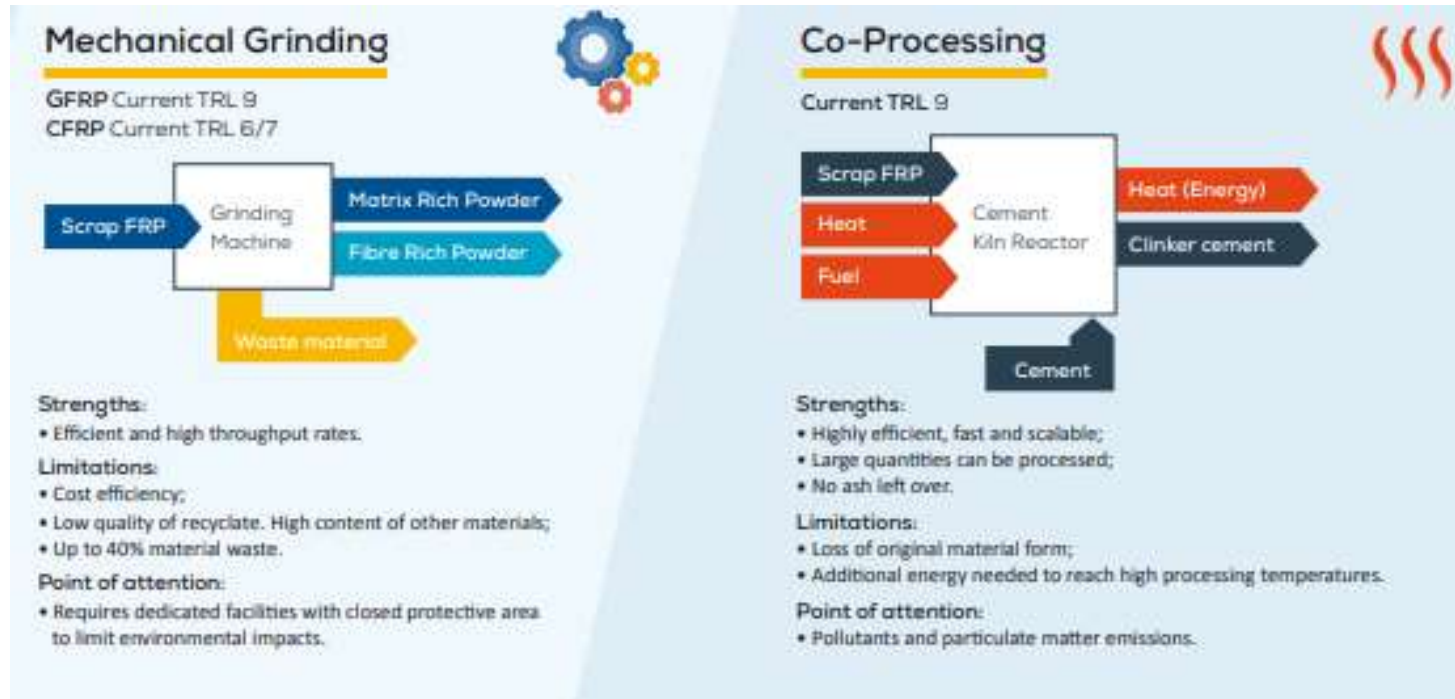 Mechanical Grinding
GFRP Current TRL 9
CFRP Current TRL 6/7
Scrap FRP
Grinding
Machine
Matrix Rich Powder
Fibre Rich Powder
Waste material
Strengths:
• Efficient and high throughput rates.
Limitations:
• Cost efficiency;
• Low quality of recyclate. High content of other materials;
• Up to 40% material waste.
Point of attention:
• Requires dedicated facilities with closed protective area
to limit environmental impacts.
Co-Processing
Current TRL 9
Scrap FRP
Heat
Fuel
Cement
Kiln Reactor
Heat (Energy)
Clinker cement
Cement
Strengths:
• Highly efficient, fast and scalable;
• Large quantities can be processed;
• No ash left over.
Limitations:
• Loss of original material form;
• Additional energy needed to reach high processing temperatures.
Point of attention:
• Pollutants and particulate matter emissions.